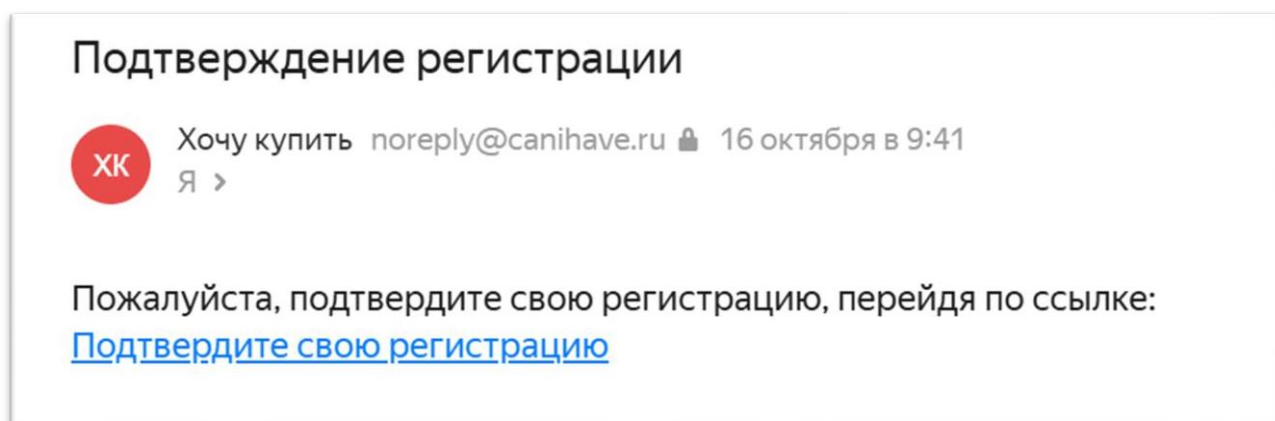 Подтверждение регистрации
ХК
Хочу купить noreply@canihave.ru 16 октября в 9:41
Я >
Пожалуйста, подтвердите свою регистрацию, перейдя по ссылке:
Подтвердите свою регистрацию